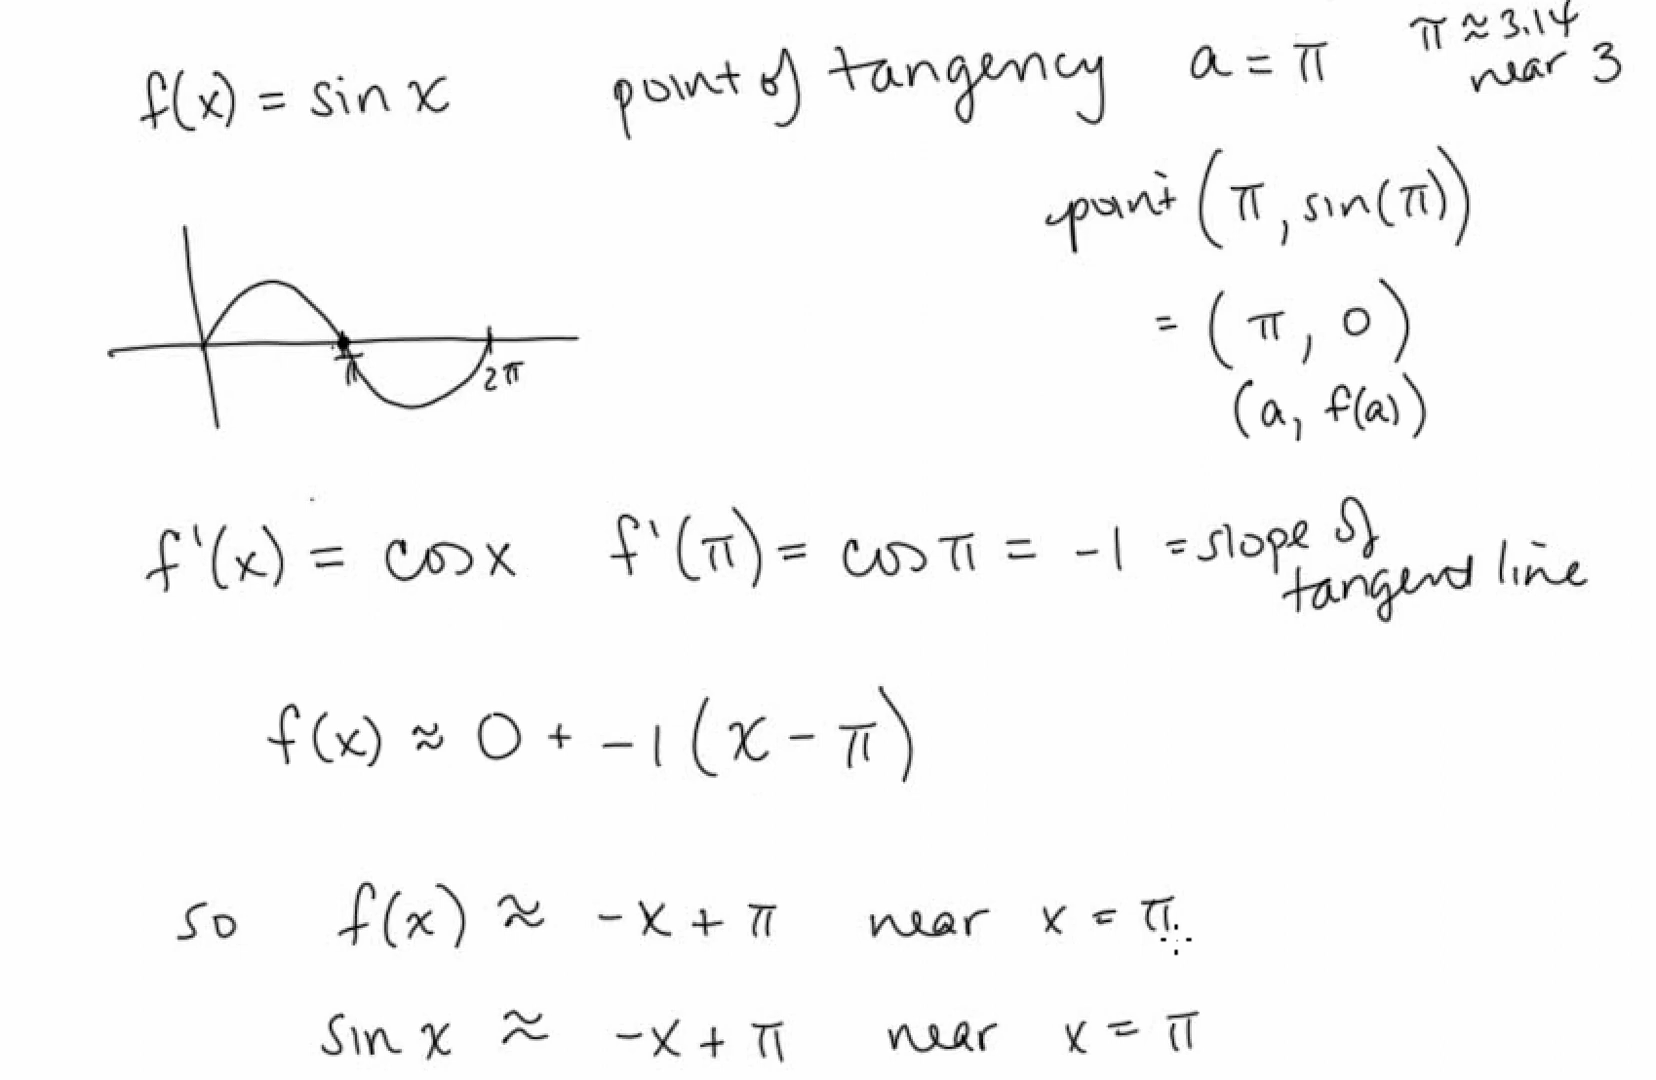 f(x) = sin x point of tangency a = π π ≈ 3.14
near 3
point (π, sin(π))
= (π, 0)
(a, f(a))
π 2π
f'(x) = cos x f'(π) = cos π = -1 = slope of
tangent line
f(x) ≈ 0 + -1(x - π)
so f(x) ≈ -x + π near x = π
sin x ≈ -x + π near x = π